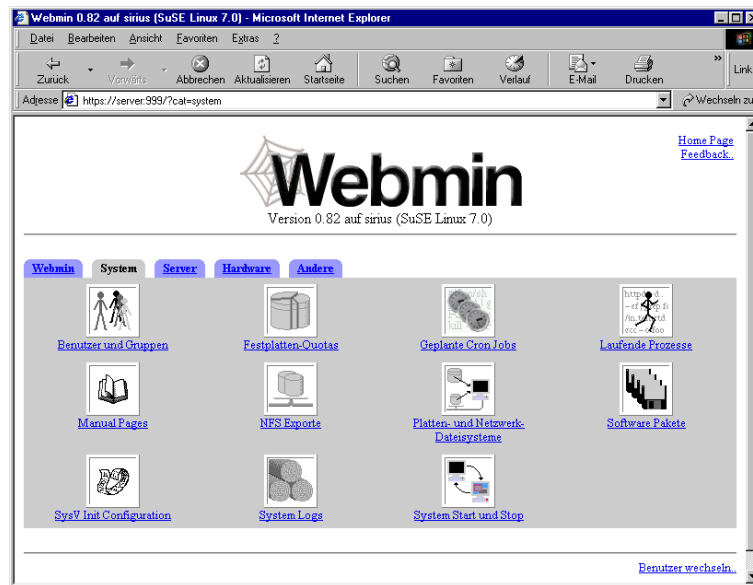 Webmin 0.82 auf sirius (SuSE Linux 7.0) - Microsoft Internet Explorer
Datei Bearbeiten Ansicht Favoriten Extras ?
Zurück Vorwärts Abbrechen Aktualisieren Startseite Suchen Favoriten Verlauf E-Mail Drucken » Link
Adresse https://server:999/?cat=system Wechseln zu
Home Page
Feedback..
Webmin
Version 0.82 auf sirius (SuSE Linux 7.0)
Webmin System Server Hardware Andere
Benutzer und Gruppen Festplatten-Quotas Geplante Cron Jobs Laufende Prozesse
Manual Pages NFS Exporte Platten- und Netzwerk- Software Pakete
Dateisysteme
SysV Init Configuration System Logs System Start und Stop
Benutzer wechseln..